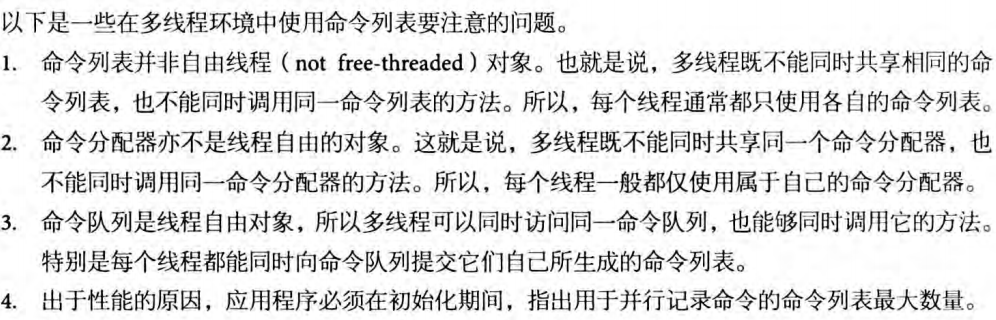 以下是一些在多线程环境中使用命令列表要注意的问题。
1. 命令列表并非自由线程（not free-threaded）对象。也就是说，多线程既不能同时共享相同的命
令列表，也不能同时调用同一命令列表的方法。所以，每个线程通常都只使用各自的命令列表。
2. 命令分配器亦不是线程自由的对象。这就是说，多线程既不能同时共享同一个命令分配器，也
不能同时调用同一命令分配器的方法。所以，每个线程一般都仅使用属于自己的命令分配器。
3. 命令队列是线程自由对象，所以多线程可以同时访问同一命令队列，也能够同时调用它的方法。
特别是每个线程都能同时向命令队列提交它们自己所生成的命令列表。
4. 出于性能的原因，应用程序必须在初始化期间，指出用于并行记录命令的命令列表最大数量。